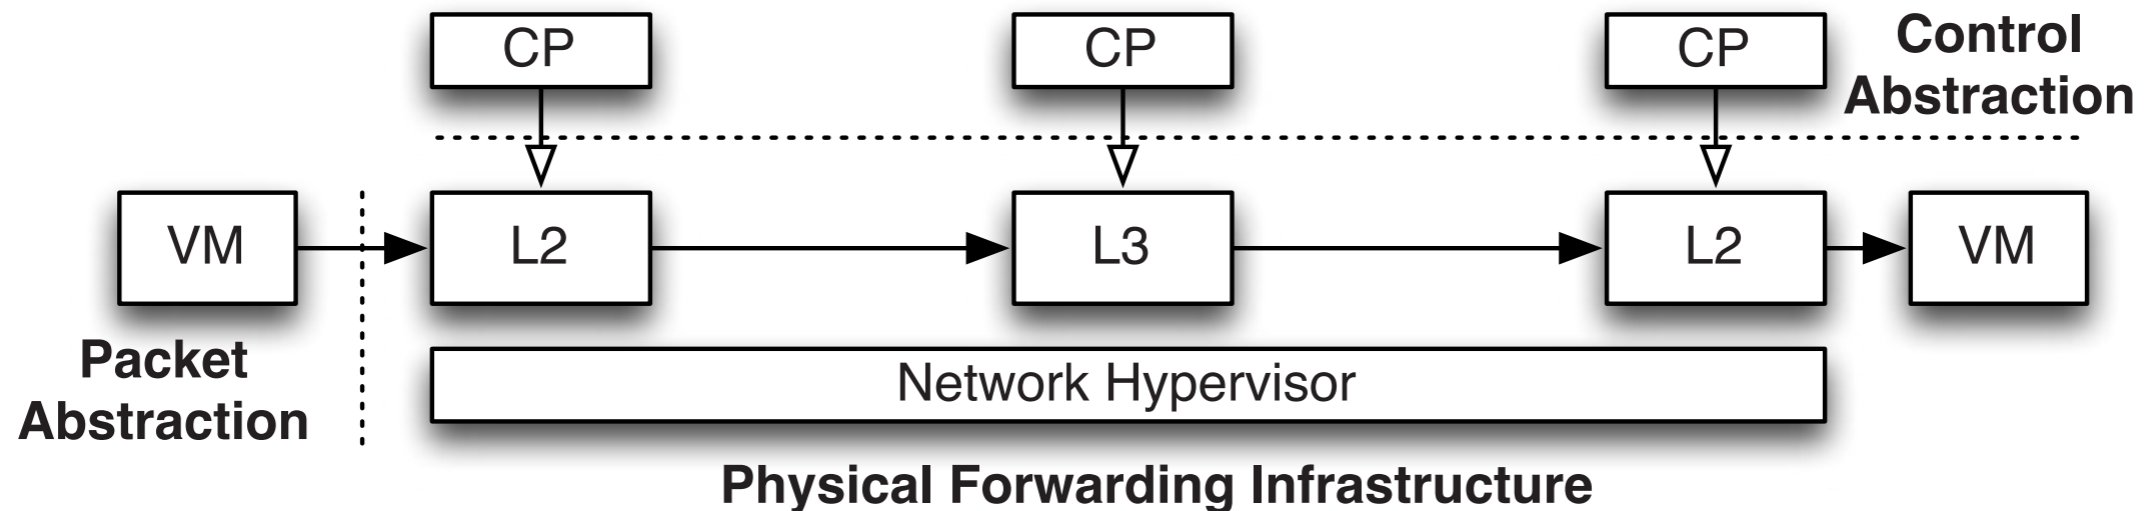 CP
CP
CP
Control
Abstraction
VM
L2
L3
L2
VM
Packet
Abstraction
Network Hypervisor
Physical Forwarding Infrastructure